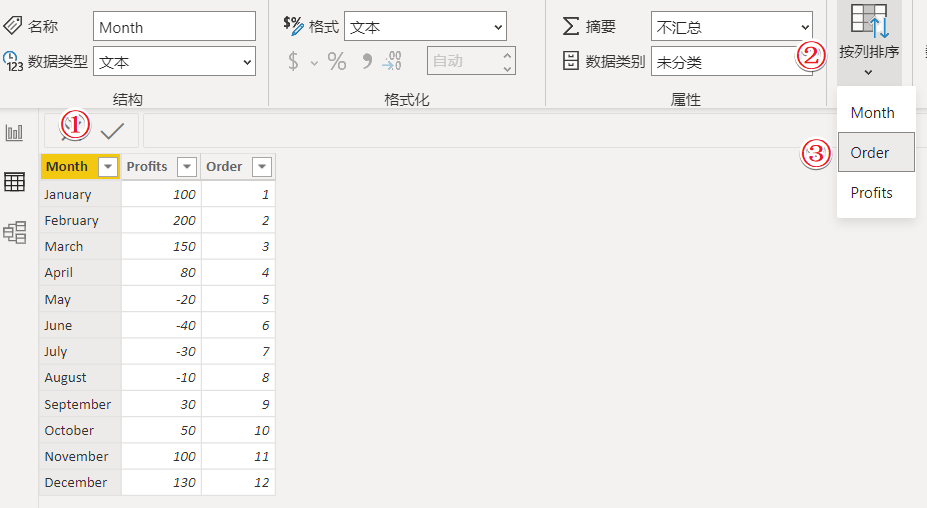 名称 Month
数据类型 文本
结构
$% 格式 文本
$ % 9 .00 →.0 自动
格式化
Σ 摘要 不汇总
数据类别 未分类
属性
②
按列排序
Month
③ Order
Profits
①
Month Profits Order
January 100 1
February 200 2
March 150 3
April 80 4
May -20 5
June -40 6
July -30 7
August -10 8
September 30 9
October 50 10
November 100 11
December 130 12